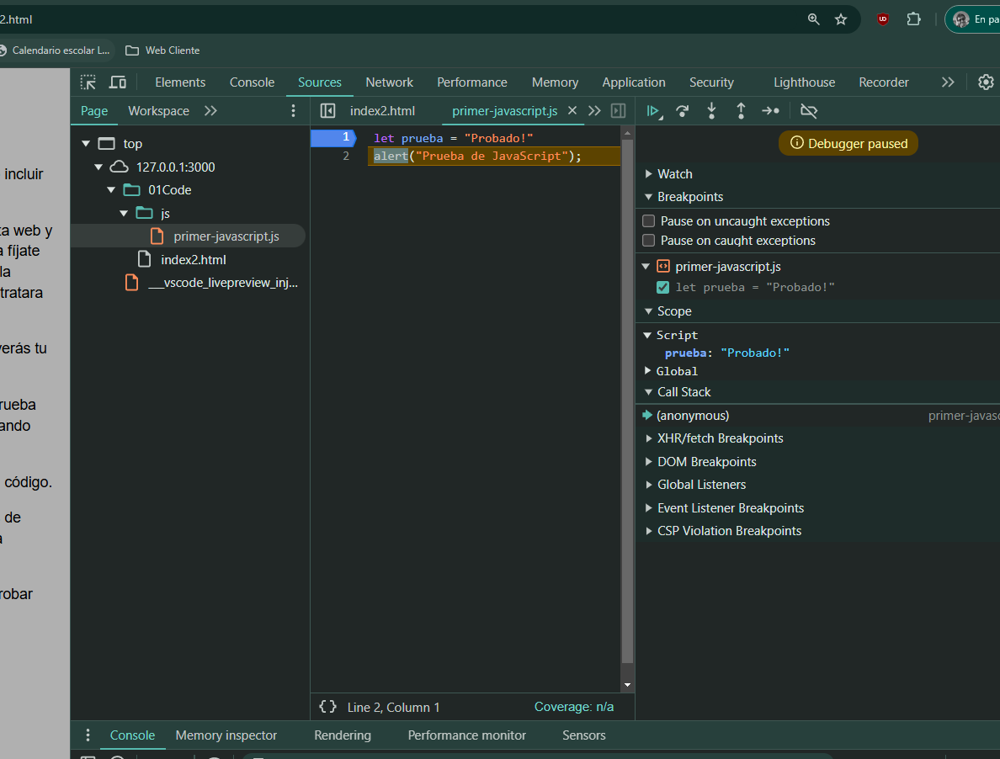 2.html
En pa
Calendario escolar L...
Web Cliente
Elements Console Sources Network Performance Memory Application Security Lighthouse Recorder
Page Workspace
index2.html primer-javascript.js
incluir
ta web y
a fíjate
la
tratara
verás tu
rueba
ando
código.
de
a
robar
top
127.0.0.1:3000
01Code
js
primer-javascript.js
index2.html
___vscode_livepreview_inj...
1 let prueba = "Probado!"
2 alert("Prueba de JavaScript");
{} Line 2, Column 1 Coverage: n/a
Debugger paused
Watch
Breakpoints
Pause on uncaught exceptions
Pause on caught exceptions
primer-javascript.js
let prueba = "Probado!"
Scope
Script
prueba: "Probado!"
Global
Call Stack
(anonymous) primer-javasc
XHR/fetch Breakpoints
DOM Breakpoints
Global Listeners
Event Listener Breakpoints
CSP Violation Breakpoints
Console Memory inspector Rendering Performance monitor Sensors